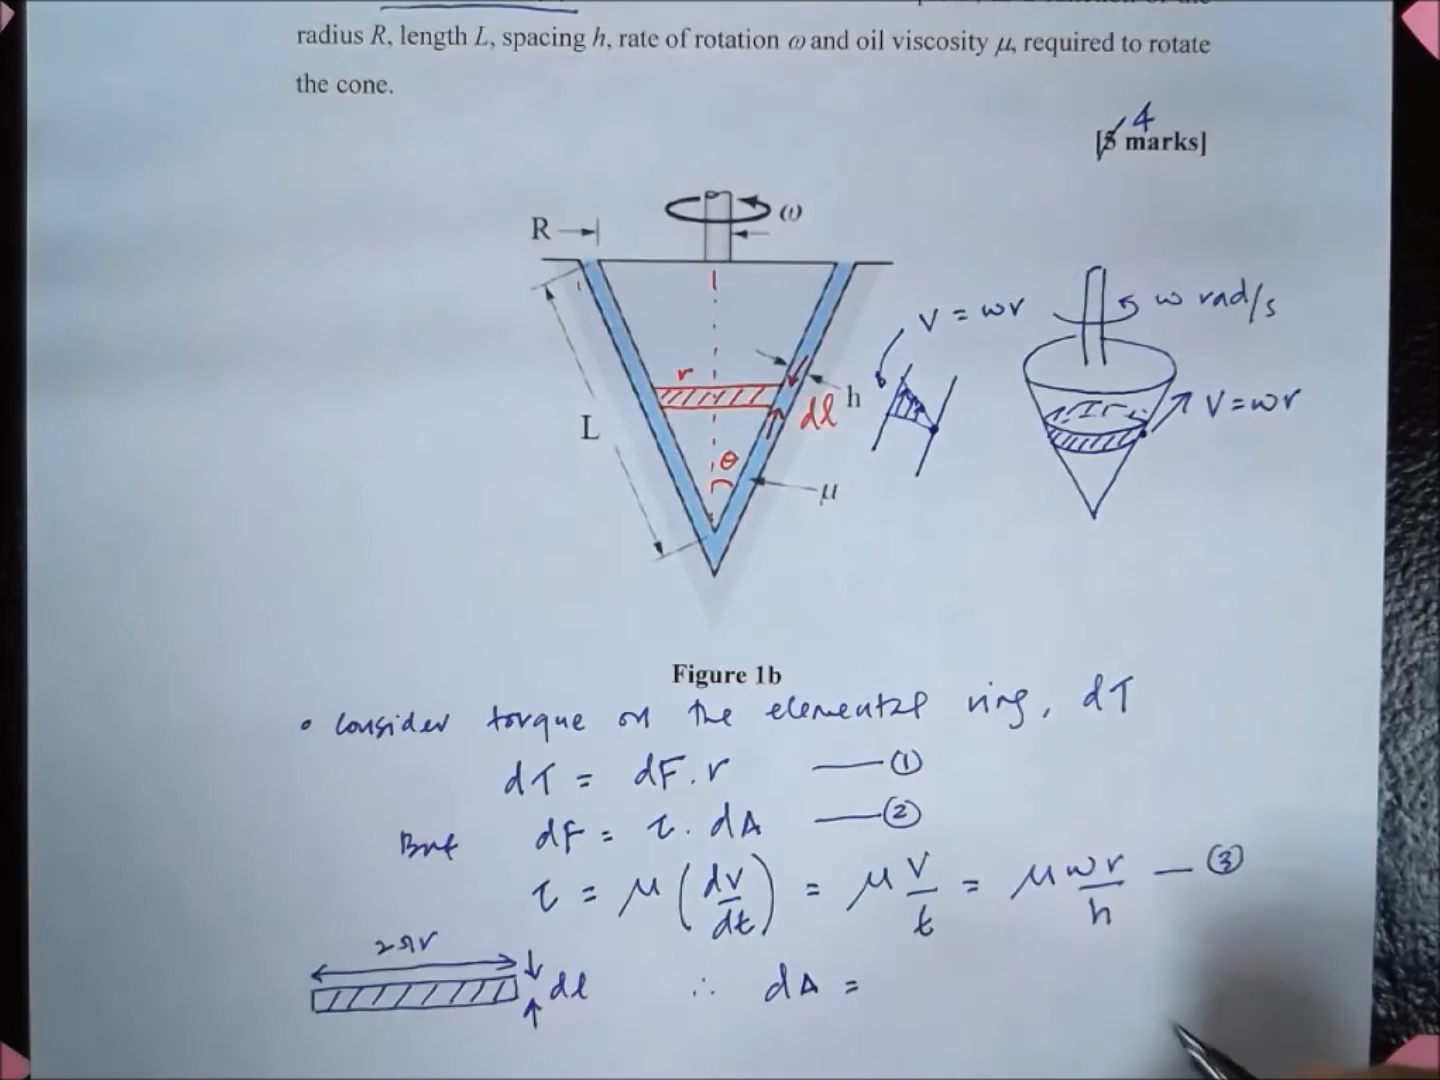 radius R, length L, spacing h, rate of rotation ω and oil viscosity μ, required to rotate
the cone.
4
[5 marks]
R
ω
L
r
θ
dl
h
μ
V = ωr
ω rad/s
r
V = ωr
Figure 1b
• Consider torque on the elemental ring, dT
dT = dF. r —①
But dF = τ. dA —②
τ = μ (dv/dt) = μ V/t = μ ωr/h —③
2πr
dl ∴ dA =